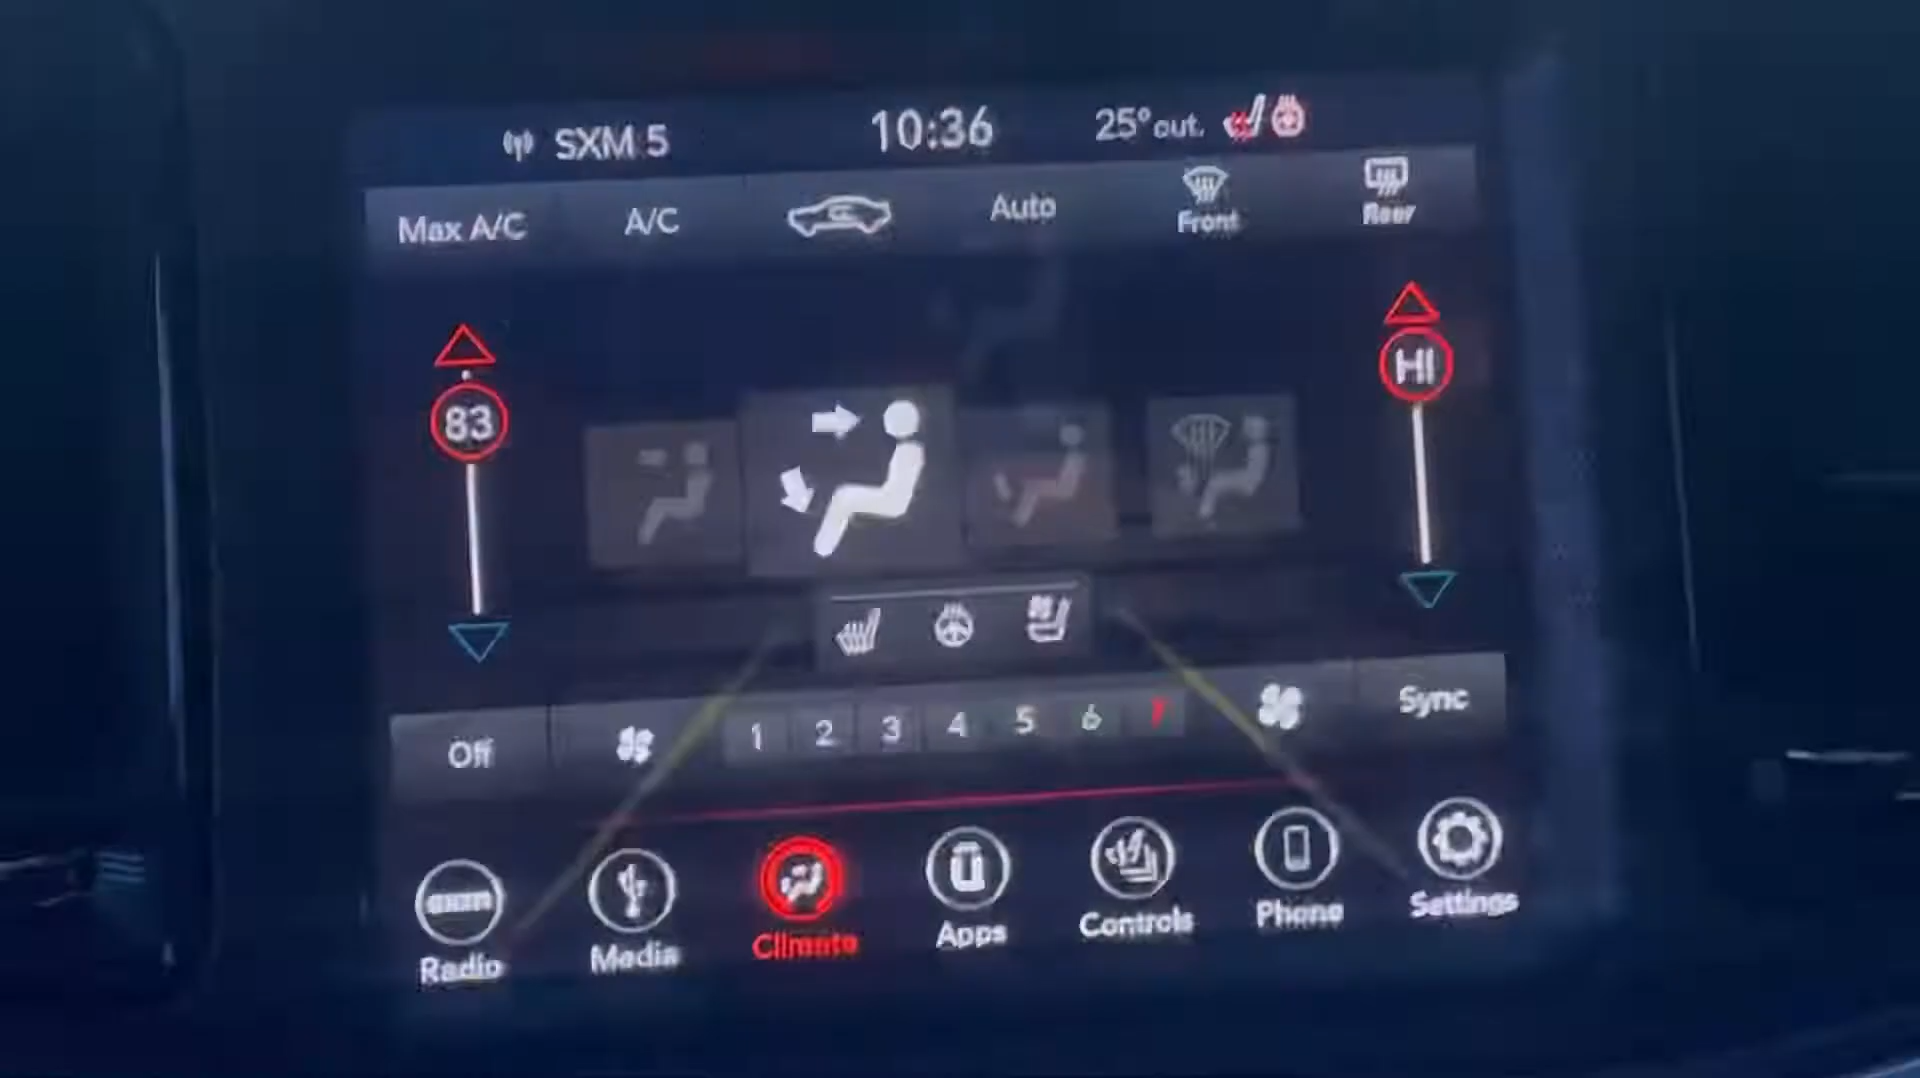 SXM 5 10:36 25° out.
Max A/C A/C Auto Front Rear
83 HI
Off 1 2 3 4 5 6 7 Sync
Radio Media Climate Apps Controls Phone Settings